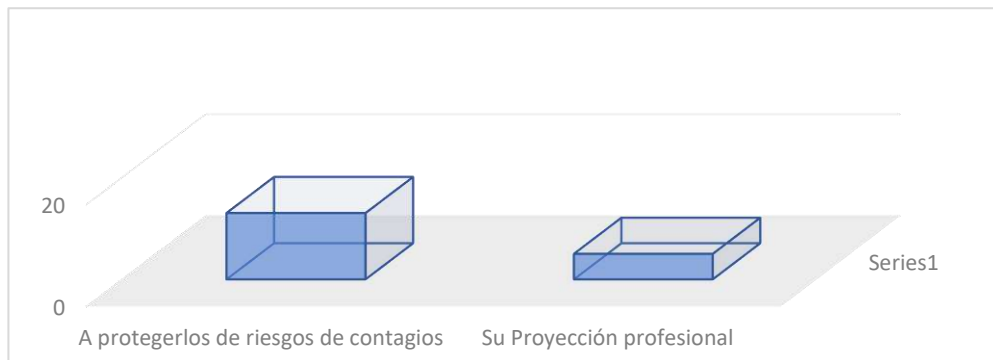 20
0
Series1
A protegerlos de riesgos de contagios
Su Proyección profesional